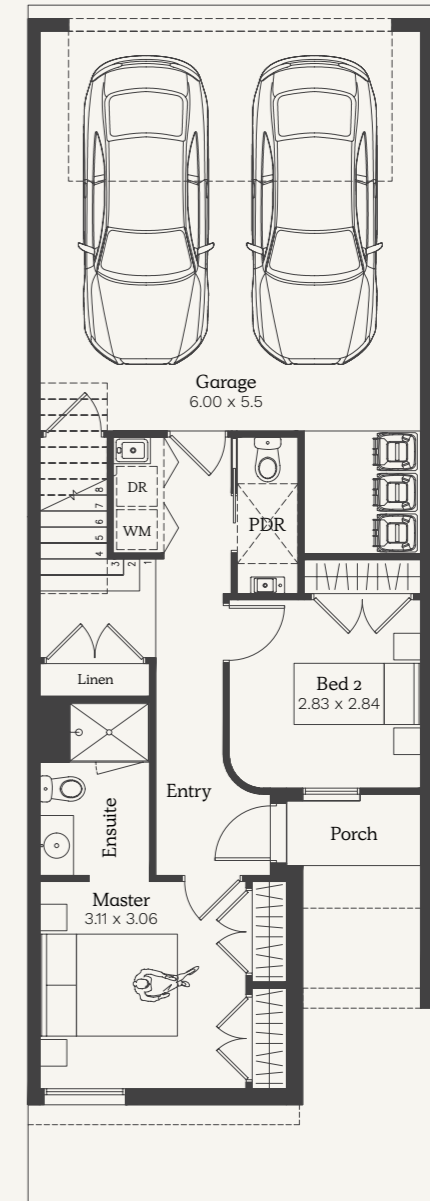 Garage
6.00 x 5.5
DR
WM
PDR
8
7
6
5
4
3
2
1
Linen
Bed 2
2.83 x 2.84
Entry
Ensuite
Porch
Master
3.11 x 3.06